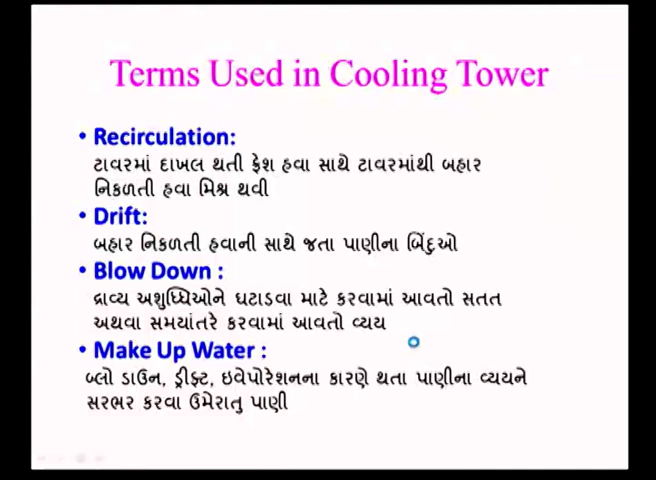 Terms Used in Cooling Tower
• Recirculation:
ટાવરમાં દાખલ થતી ફ્રેશ હવા સાથે ટાવરમાંથી બહાર
નિકળતી હવા મિશ્ર થવી
• Drift:
બહાર નિકળતી હવાની સાથે જતા પાણીના બિંદુઓ
• Blow Down :
દ્રાવ્ય અશુધ્ધિઓને ઘટાડવા માટે કરવામાં આવતો સતત
અથવા સમયાંતરે કરવામાં આવતો વ્યય
• Make Up Water :
બ્લો ડાઉન, ડ્રીફ્ટ, ઇવેપોરેશનના કારણે થતા પાણીના વ્યયને
સરભર કરવા ઉમેરાતુ પાણી